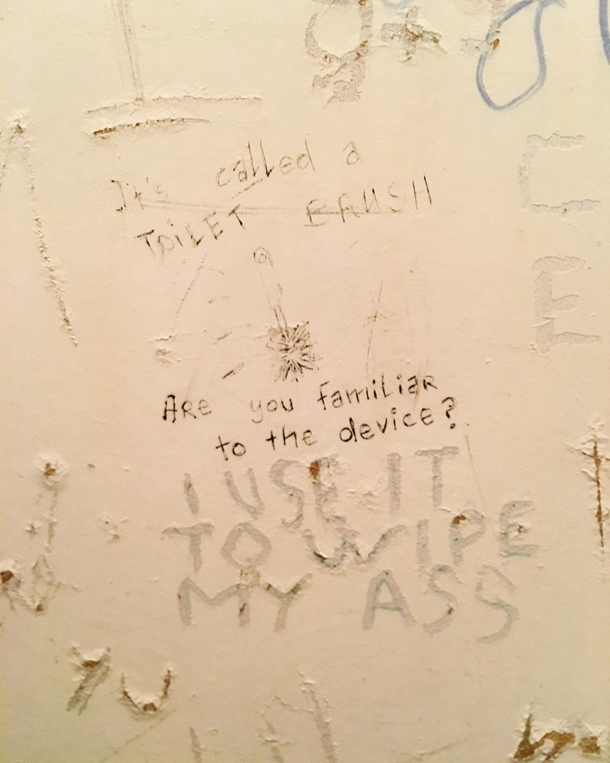 It's called a
TOILET BRUSH
Are you familiar
to the device?
I USE IT
TO WIPE
MY ASS